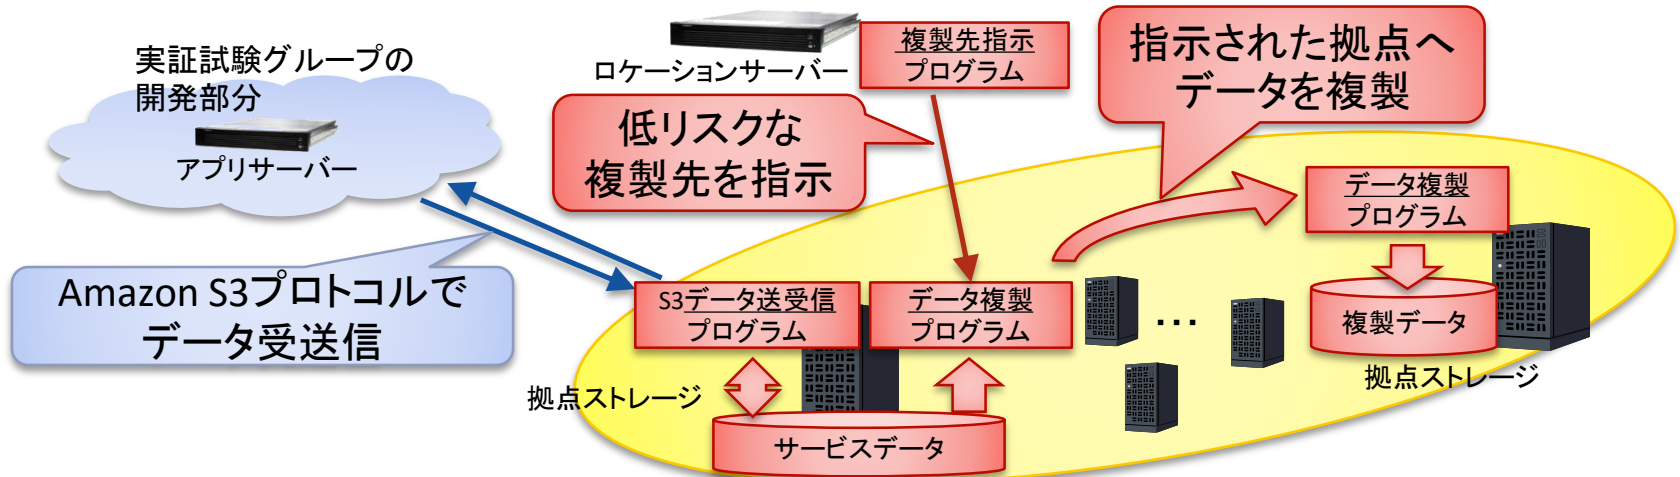 実証試験グループの
開発部分
アプリサーバー
Amazon S3プロトコルで
データ受送信
ロケーションサーバー
複製先指示
プログラム
低リスクな
複製先を指示
指示された拠点へ
データを複製
S3データ送受信
プログラム
データ複製
プログラム
拠点ストレージ
サービスデータ
...
データ複製
プログラム
複製データ
拠点ストレージ